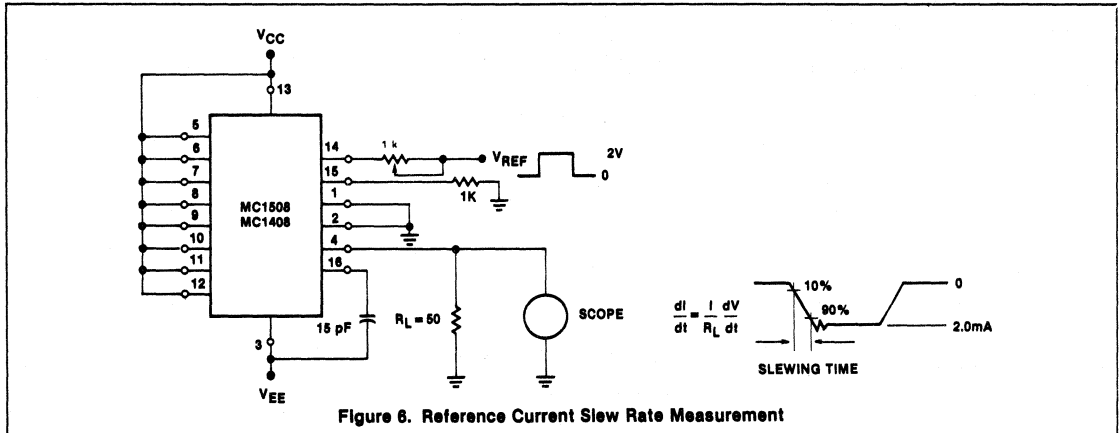 VCC
13
5
6
7
8
9
10
11
12
MC1508
MC1408
14
15
1
2
4
16
1 k
VREF
2V
0
1K
15 pF
RL = 50
SCOPE
3
VEE
dI/dt = I/RL dV/dt
10%
90%
0
2.0mA
SLEWING TIME
Figure 6. Reference Current Slew Rate Measurement